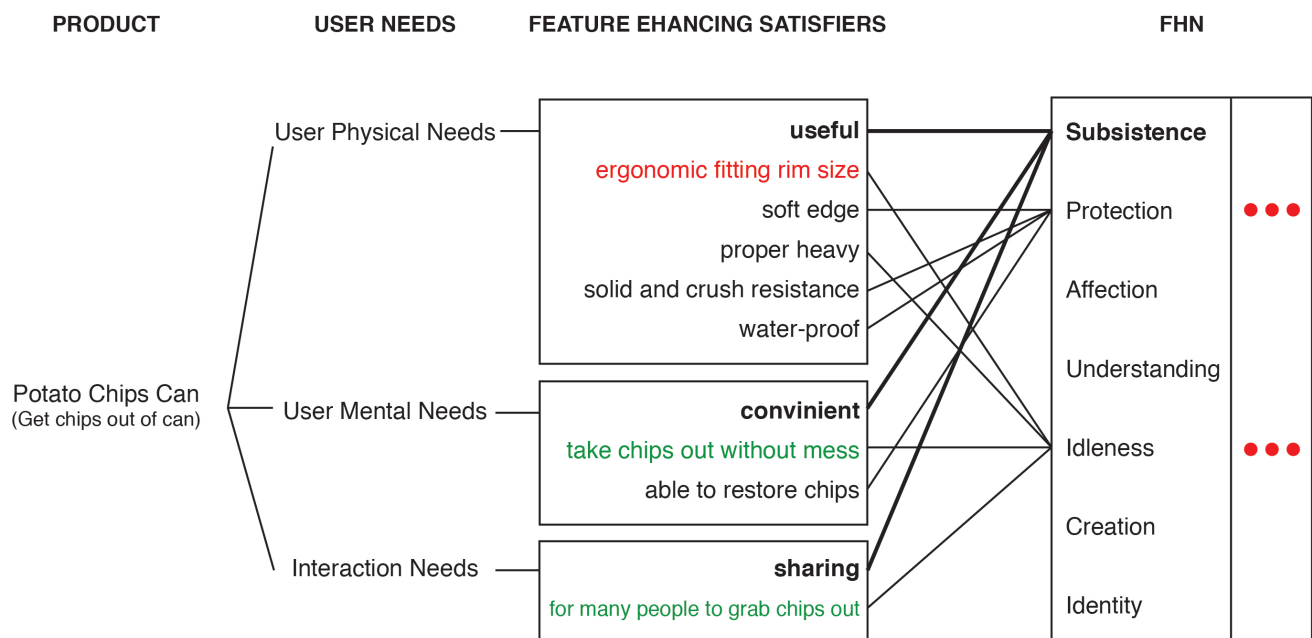 PRODUCT
USER NEEDS
FEATURE EHANCING SATISFIERS
FHN
Potato Chips Can
(Get chips out of can)
User Physical Needs
useful
ergonomic fitting rim size
soft edge
proper heavy
solid and crush resistance
water-proof
User Mental Needs
convinient
take chips out without mess
able to restore chips
Interaction Needs
sharing
for many people to grab chips out
Subsistence
Protection
Affection
Understanding
Idleness
Creation
Identity